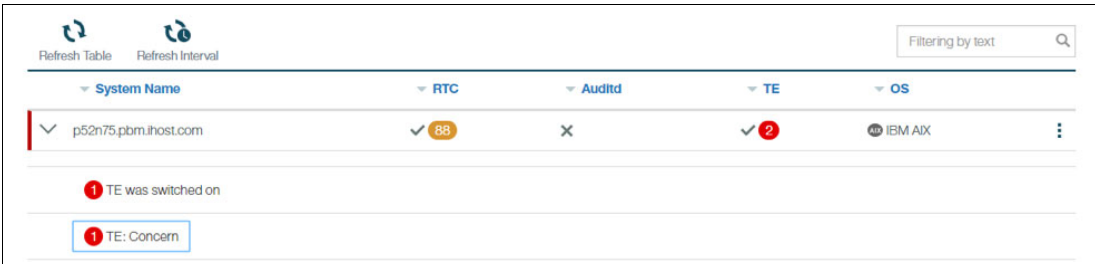 Refresh Table Refresh Interval Filtering by text
System Name RTC Auditd TE OS
p52n75.pbm.ihost.com 88 2 AIX IBM AIX
1 TE was switched on
1 TE: Concern